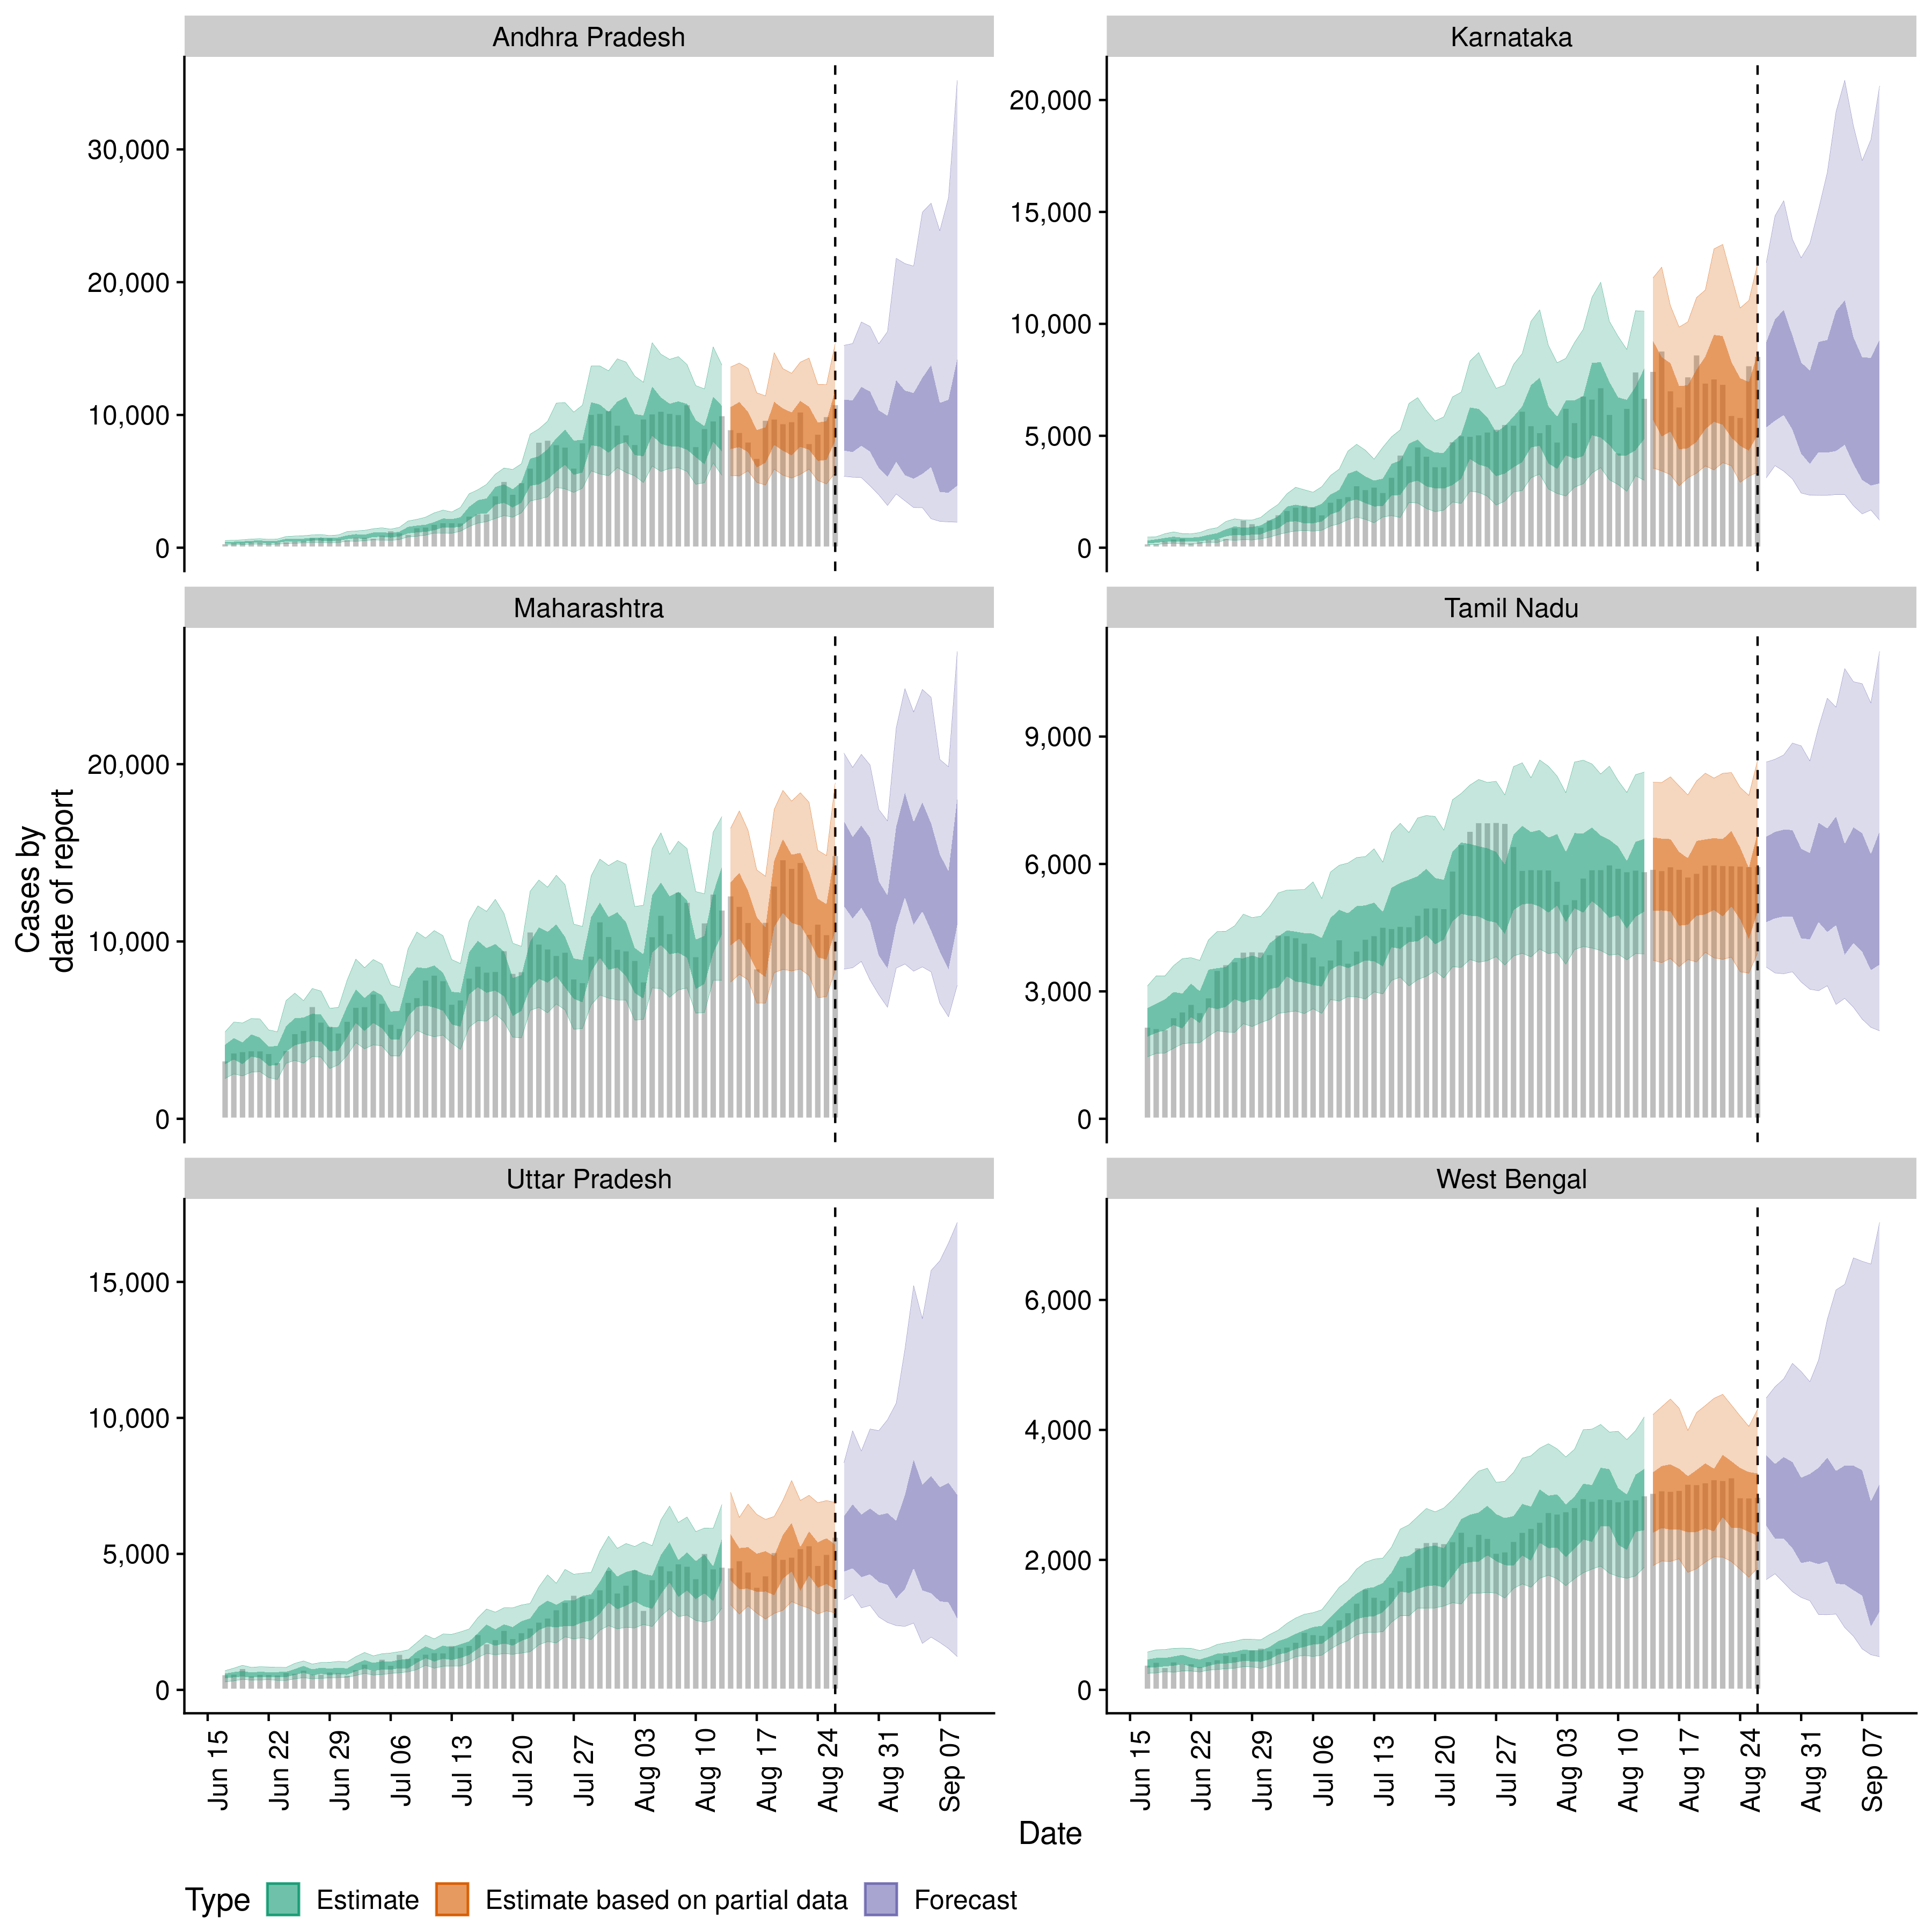 Andhra Pradesh
Karnataka
30,000
20,000
10,000
0
20,000
15,000
10,000
5,000
0
Maharashtra
Tamil Nadu
Cases by
date of report
20,000
10,000
0
9,000
6,000
3,000
0
Uttar Pradesh
West Bengal
15,000
10,000
5,000
0
6,000
4,000
2,000
0
Jun 15
Jun 22
Jun 29
Jul 06
Jul 13
Jul 20
Jul 27
Aug 03
Aug 10
Aug 17
Aug 24
Aug 31
Sep 07
Jun 15
Jun 22
Jun 29
Jul 06
Jul 13
Jul 20
Jul 27
Aug 03
Aug 10
Aug 17
Aug 24
Aug 31
Sep 07
Date
Type Estimate Estimate based on partial data Forecast